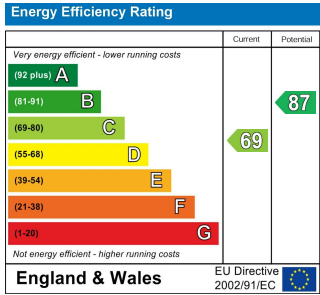 Energy Efficiency Rating
Current Potential
Very energy efficient - lower running costs
(92 plus) A
(81-91) B
87
(69-80) C
69
(55-68) D
(39-54) E
(21-38) F
(1-20) G
Not energy efficient - higher running costs
England & Wales
EU Directive
2002/91/EC